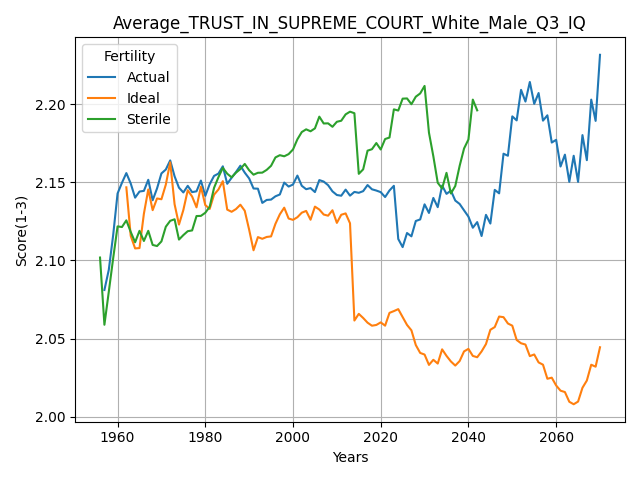 Average_TRUST_IN_SUPREME_COURT_White_Male_Q3_IQ
Fertility
Actual
Ideal
Sterile
Score(1-3)
2.20
2.15
2.10
2.05
2.00
1960
1980
2000
2020
2040
2060
Years